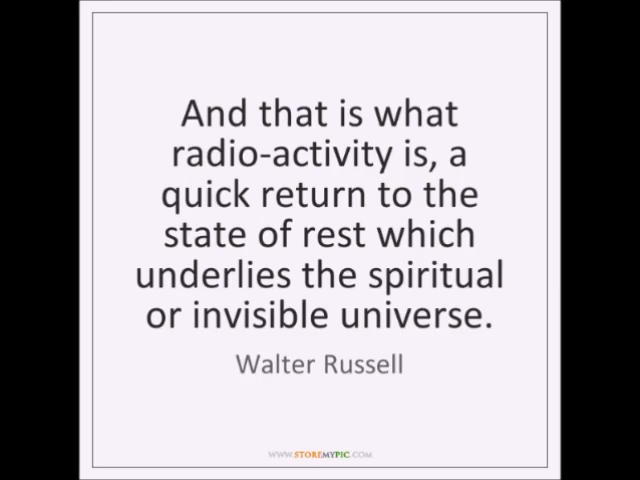 And that is what
radio-activity is, a
quick return to the
state of rest which
underlies the spiritual
or invisible universe.
Walter Russell
WWW.STOREMYPIC.COM